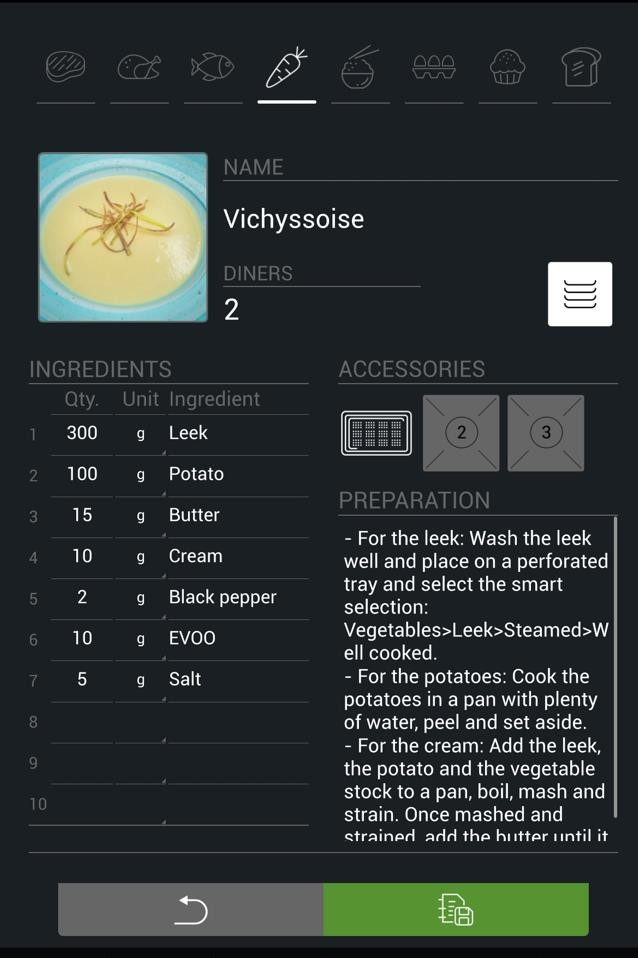 NAME
Vichyssoise
DINERS
2
INGREDIENTS
Qty. Unit Ingredient
1 300 g Leek
2 100 g Potato
3 15 g Butter
4 10 g Cream
5 2 g Black pepper
6 10 g EVOO
7 5 g Salt
8
9
10
ACCESSORIES
2 3
PREPARATION
- For the leek: Wash the leek
well and place on a perforated
tray and select the smart
selection:
Vegetables>Leek>Steamed>W
ell cooked.
- For the potatoes: Cook the
potatoes in a pan with plenty
of water, peel and set aside.
- For the cream: Add the leek,
the potato and the vegetable
stock to a pan, boil, mash and
strain. Once mashed and
strained, add the butter until it